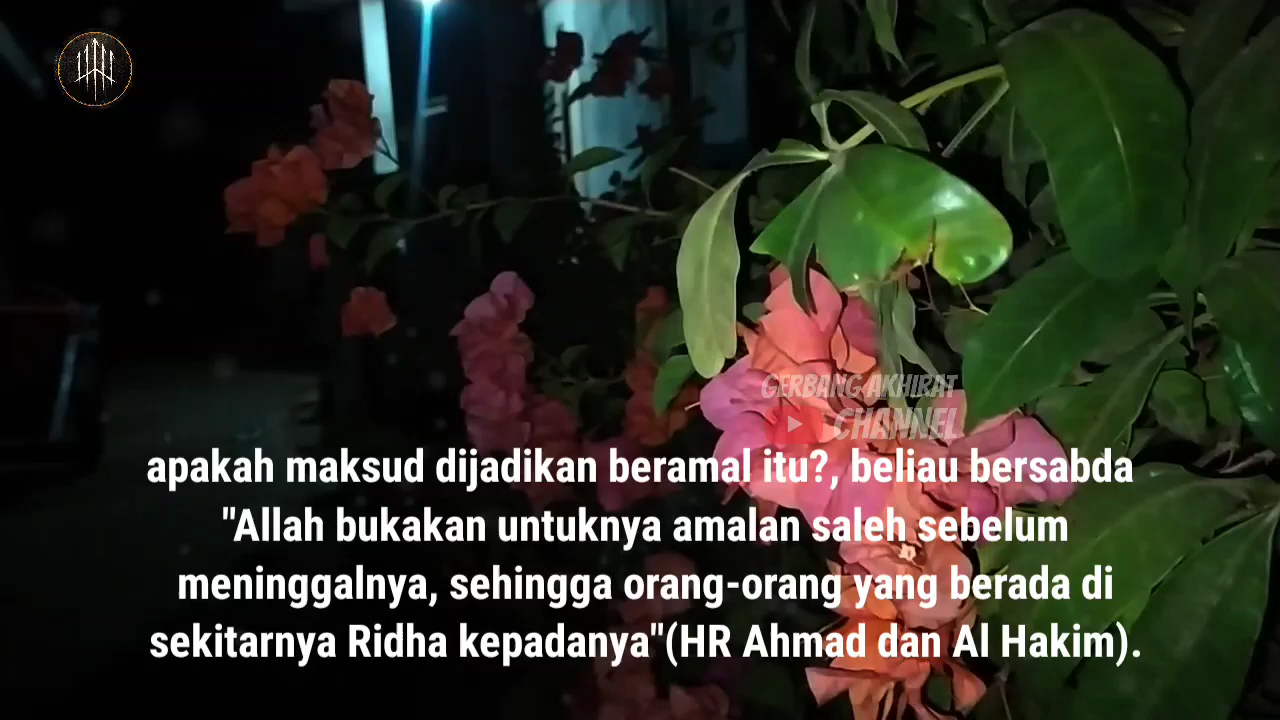 GERBANG AKHIRAT
CHANNEL
apakah maksud dijadikan beramal itu?, beliau bersabda
"Allah bukakan untuknya amalan saleh sebelum
meninggalnya, sehingga orang-orang yang berada di
sekitarnya Ridha kepadanya"(HR Ahmad dan Al Hakim).